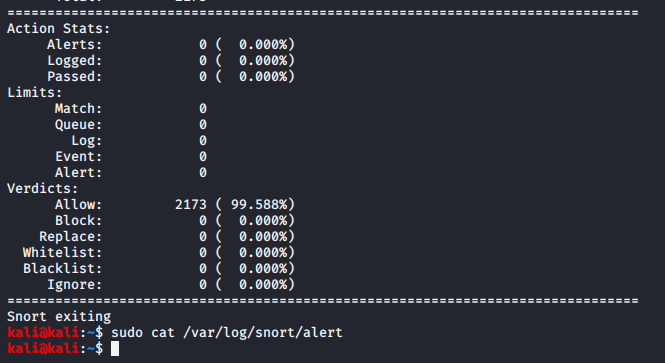 ===============================================================================
Action Stats:
     Alerts:            0 (  0.000%)
     Logged:            0 (  0.000%)
     Passed:            0 (  0.000%)
Limits:
      Match:            0
      Queue:            0
        Log:            0
      Event:            0
      Alert:            0
Verdicts:
      Allow:         2173 ( 99.588%)
      Block:            0 (  0.000%)
    Replace:            0 (  0.000%)
  Whitelist:            0 (  0.000%)
  Blacklist:            0 (  0.000%)
     Ignore:            0 (  0.000%)
===============================================================================
Snort exiting
kali@kali:~$ sudo cat /var/log/snort/alert
kali@kali:~$